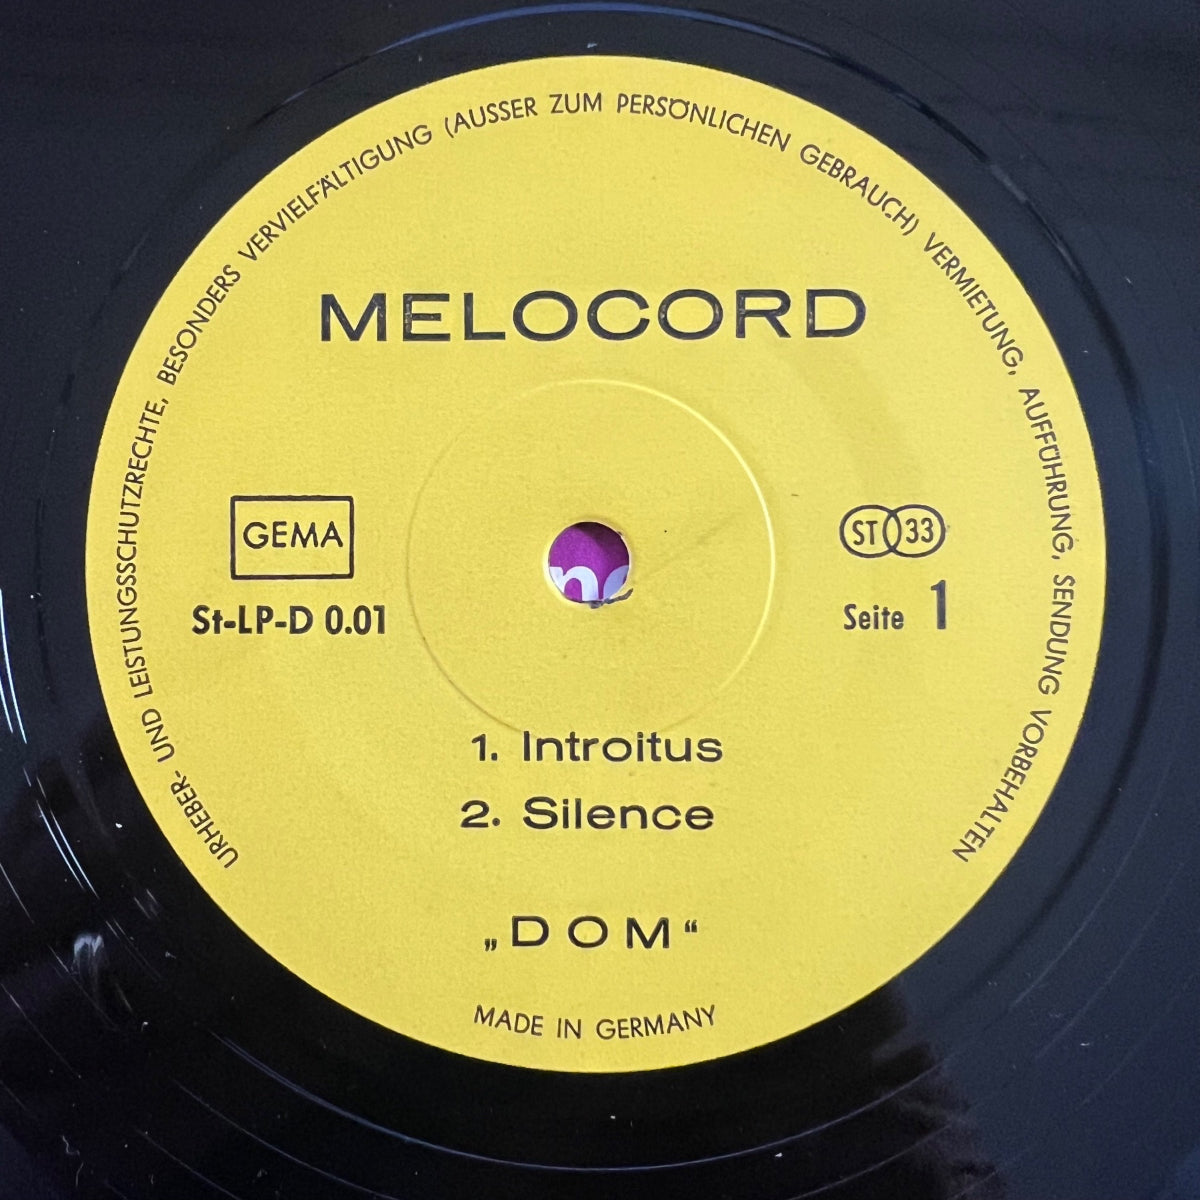 URHEBER- UND LEISTUNGSSCHUTZRECHTE, BESONDERS VERVIELFÄLTIGUNG (AUSSER ZUM PERSÖNLICHEN GEBRAUCH) VERMIETUNG, AUFFÜHRUNG, SENDUNG VORBEHALTEN
MELOCORD
GEMA
ST 33
St-LP-D 0.01
Seite 1
1. Introitus
2. Silence
„DOM“
MADE IN GERMANY